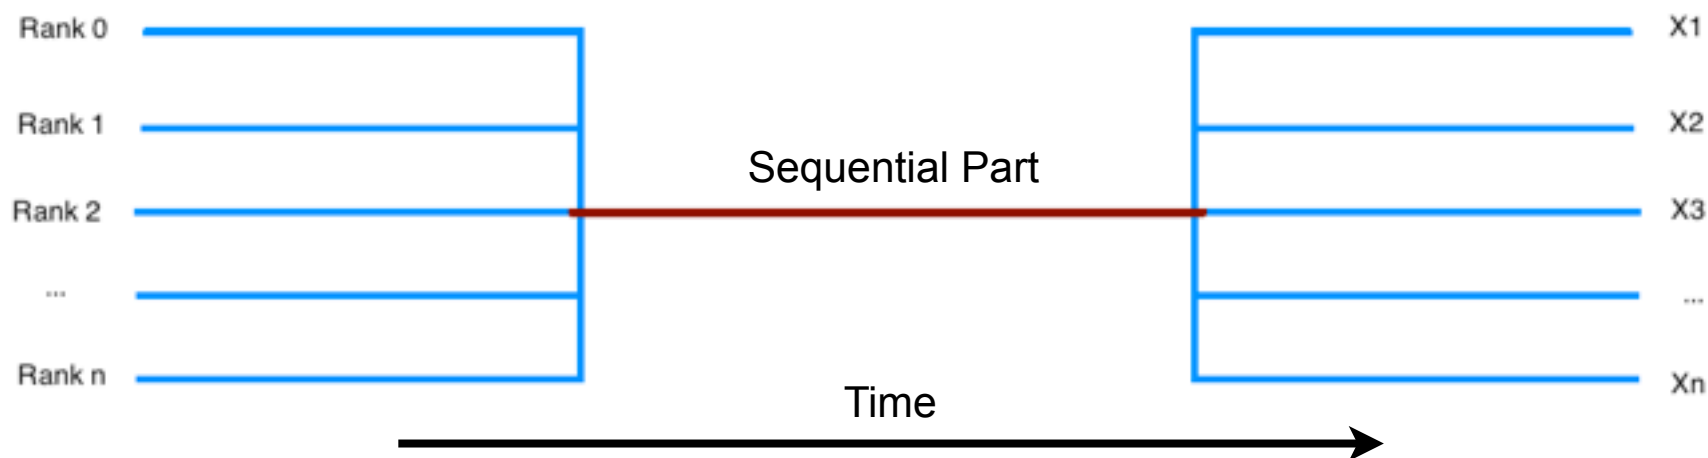 Rank 0
X1
Rank 1
X2
Sequential Part
Rank 2
X3
...
...
Rank n
Xn
Time